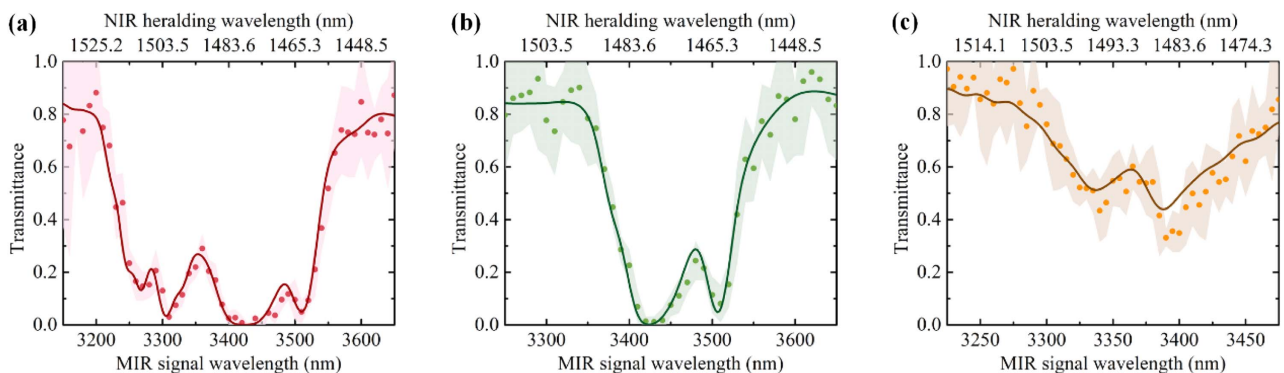 (a)
NIR heralding wavelength (nm)
1525.2 1503.5 1483.6 1465.3 1448.5
1.0
0.8
0.6
0.4
0.2
0.0
Transmittance
3200 3300 3400 3500 3600
MIR signal wavelength (nm)
(b)
NIR heralding wavelength (nm)
1503.5 1483.6 1465.3 1448.5
1.0
0.8
0.6
0.4
0.2
0.0
Transmittance
3300 3400 3500 3600
MIR signal wavelength (nm)
(c)
NIR heralding wavelength (nm)
1514.1 1503.5 1493.3 1483.6 1474.3
1.0
0.8
0.6
0.4
0.2
0.0
Transmittance
3250 3300 3350 3400 3450
MIR signal wavelength (nm)